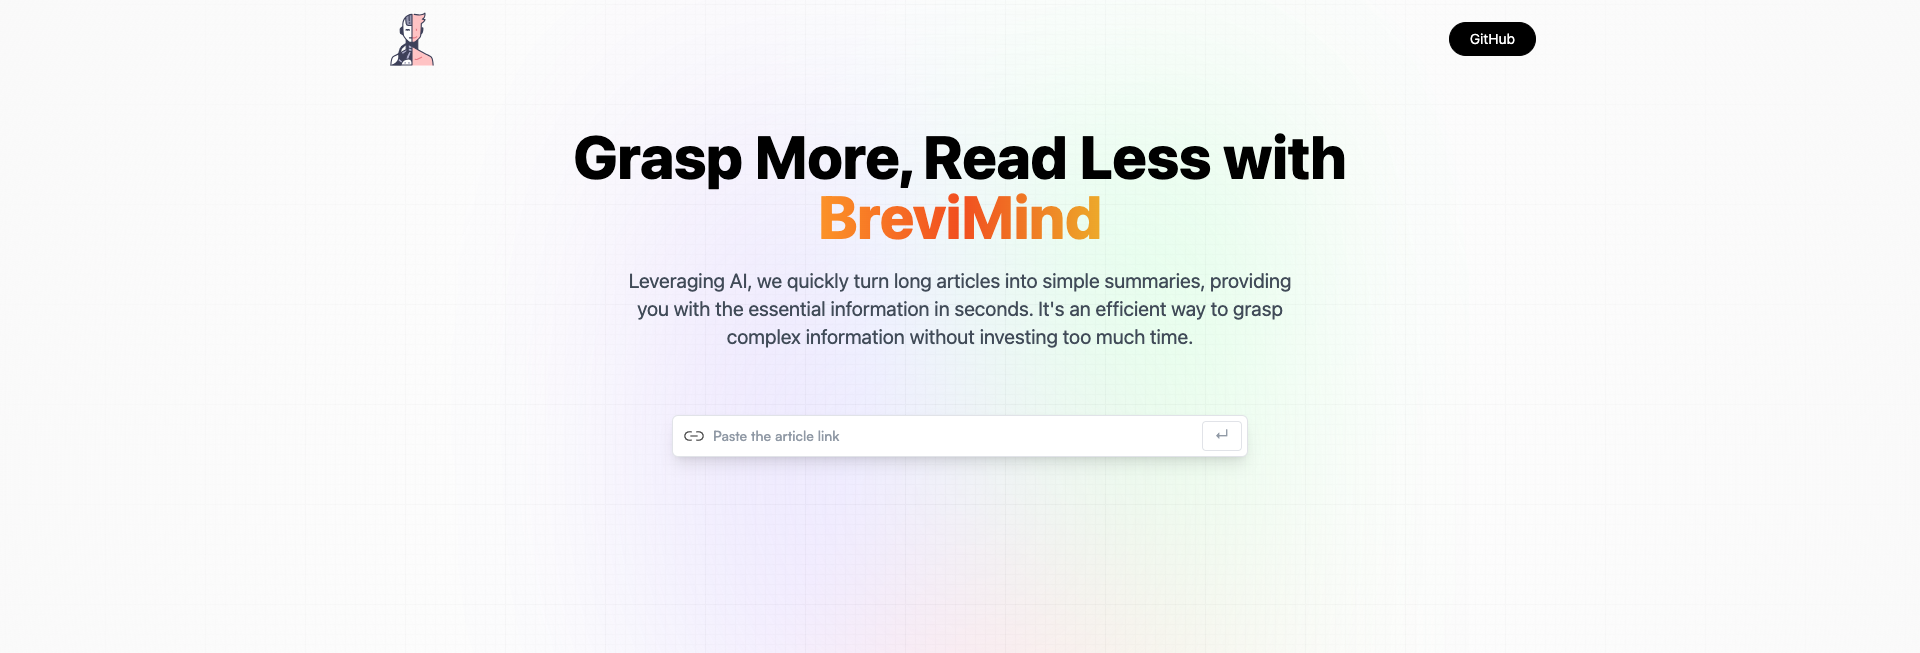 GitHub
Grasp More, Read Less with
BreviMind
Leveraging AI, we quickly turn long articles into simple summaries, providing
you with the essential information in seconds. It's an efficient way to grasp
complex information without investing too much time.
Paste the article link